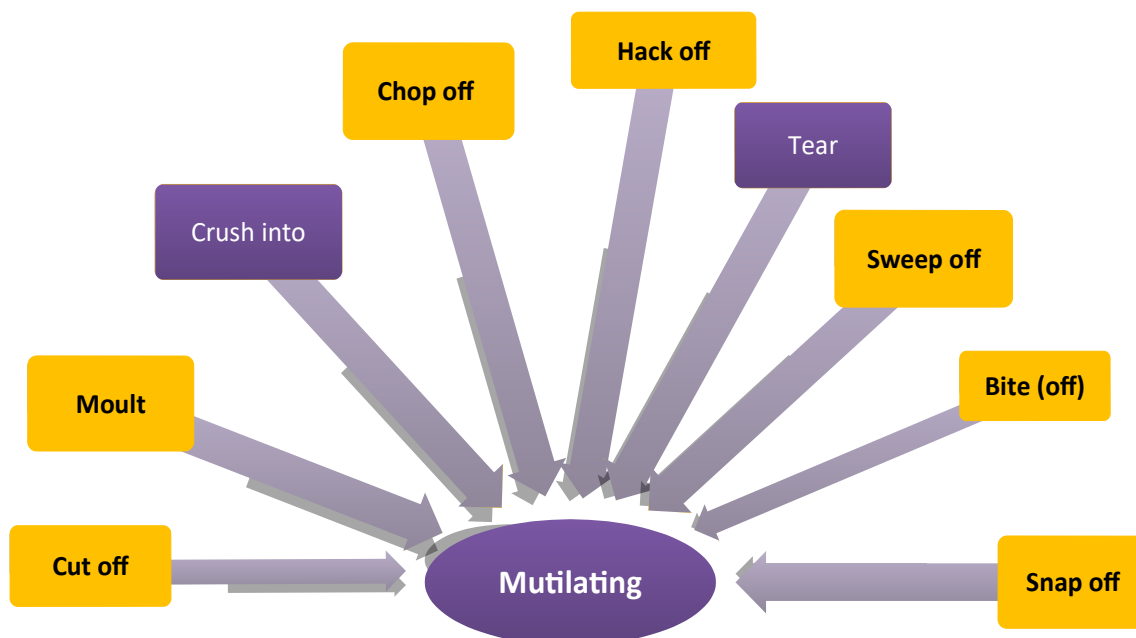 Hack off
Chop off
Tear
Crush into
Sweep off
Moult
Bite (off)
Cut off
Mutilating
Snap off